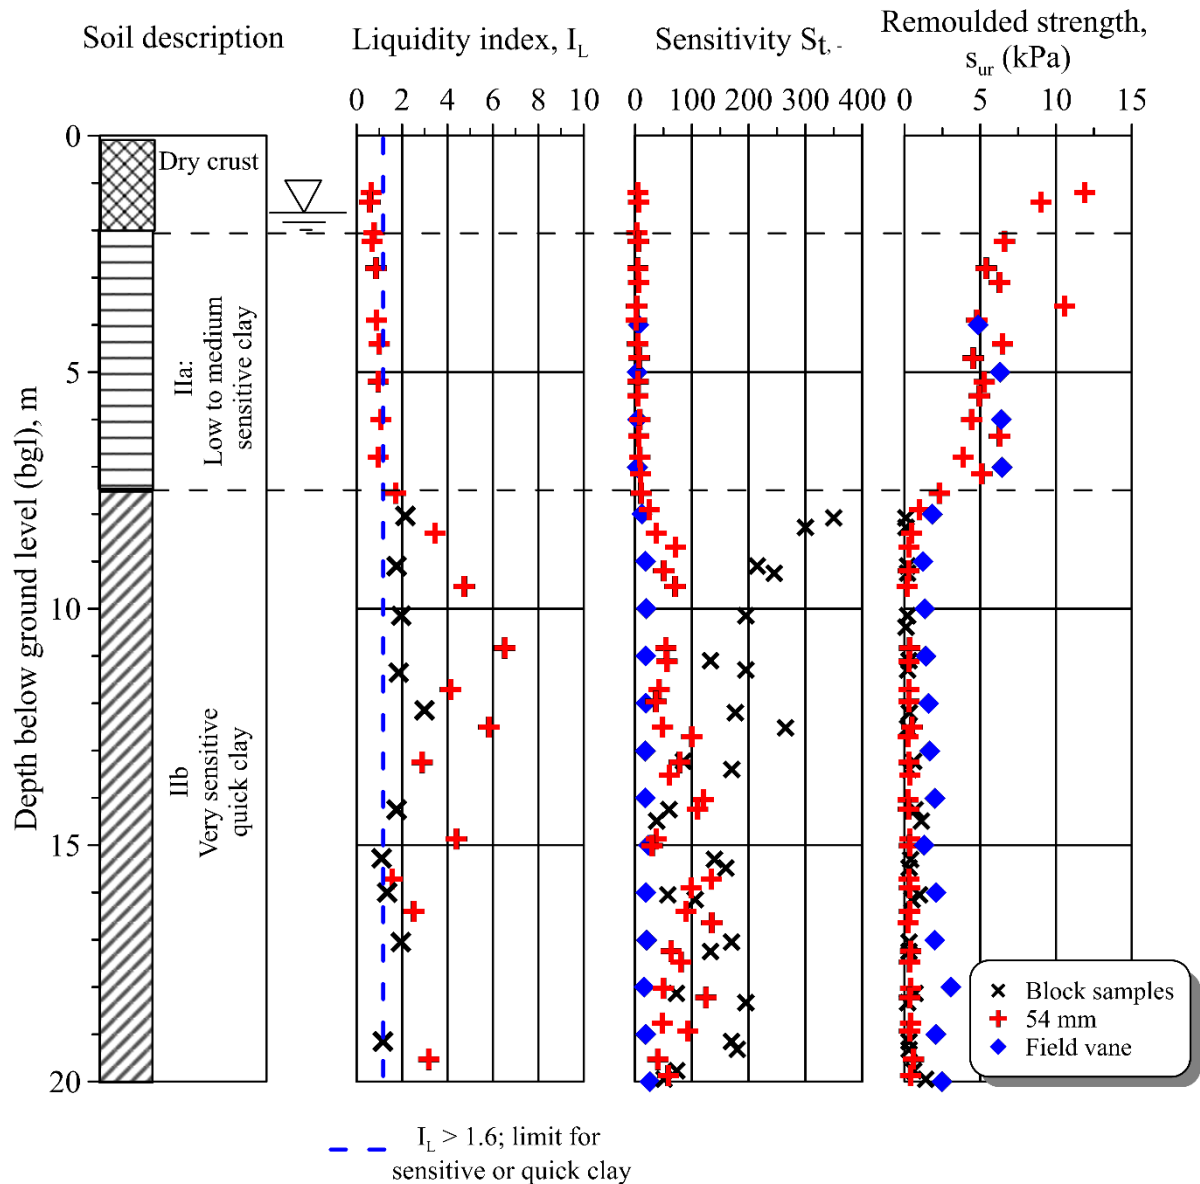 Soil description
Liquidity index, I_L
Sensitivity St, -
Remoulded strength,
s_ur (kPa)
0 2 4 6 8 10
0 100 200 300 400
0 5 10 15
0
5
10
15
20
Depth below ground level (bgl), m
Dry crust
IIa:
Low to medium
sensitive clay
IIb
Very sensitive
quick clay
Block samples
54 mm
Field vane
I_L > 1.6; limit for
sensitive or quick clay